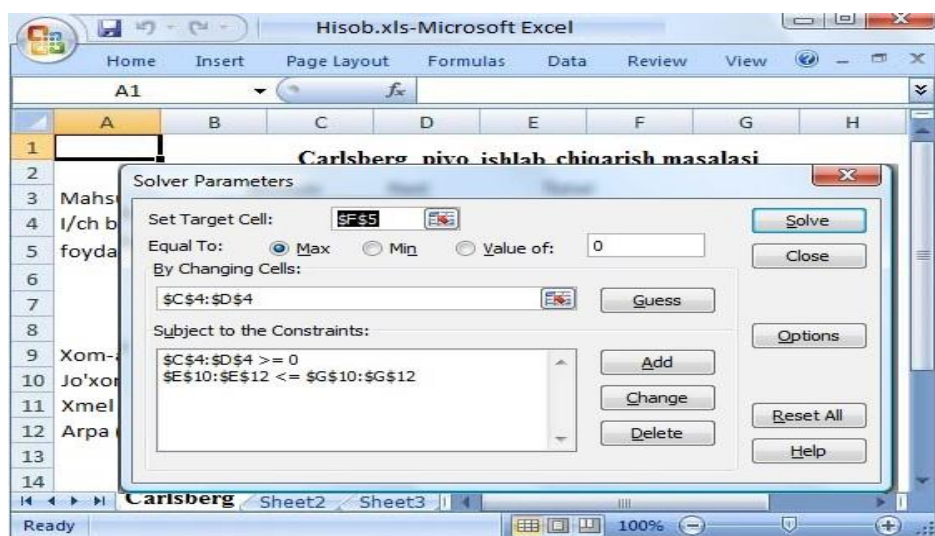 Hisob.xls-Microsoft Excel
Home Insert Page Layout Formulas Data Review View
A1 fx
A B C D E F G H
1 Carlsberg pivo ishlab chiqarish masalasi
2 Solver Parameters
3 Mahs
4 I/ch b Set Target Cell: $F$5 Solve
5 foyda Equal To: Max Min Value of: 0 Close
By Changing Cells:
6
7 $C$4:$D$4 Guess
8 Subject to the Constraints: Options
9 Xom- $C$4:$D$4 >= 0 Add
10 Jo'xor $E$10:$E$12 <= $G$10:$G$12
11 Xmel Change Reset All
12 Arpa ( Delete
13 Help
14
Carlsberg Sheet2 Sheet3
Ready 100%